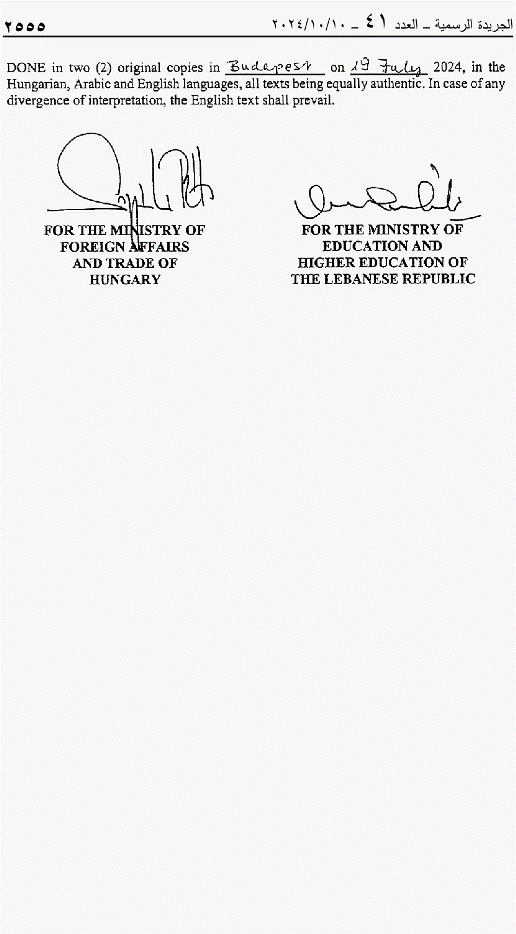 الجريدة الرسمية – العدد ٤١ – ٢٠٢٤/١٠/١٠ ٢٥٥٥
DONE in two (2) original copies in Budapest on 19 July 2024, in the
Hungarian, Arabic and English languages, all texts being equally authentic. In case of any
divergence of interpretation, the English text shall prevail.
FOR THE MINISTRY OF
FOREIGN AFFAIRS
AND TRADE OF
HUNGARY
FOR THE MINISTRY OF
EDUCATION AND
HIGHER EDUCATION OF
THE LEBANESE REPUBLIC